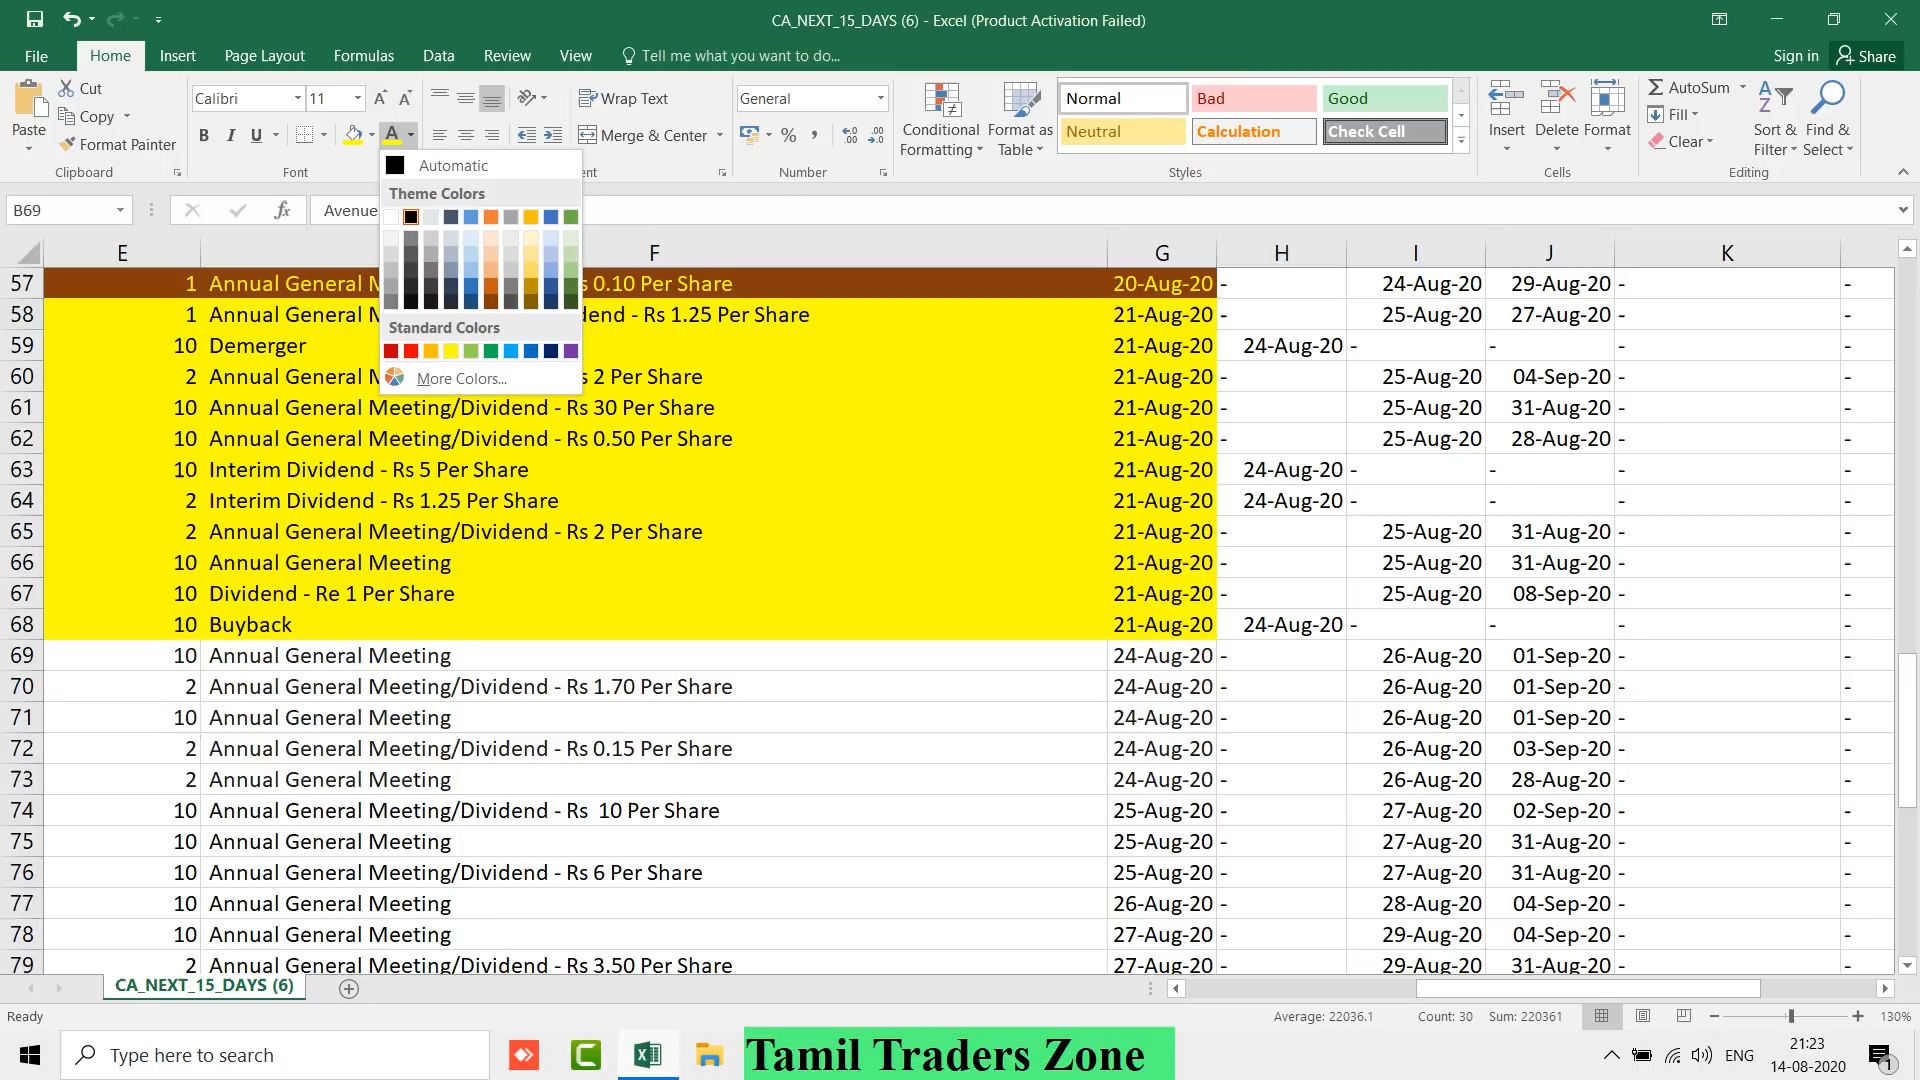 CA_NEXT_15_DAYS (6) - Excel (Product Activation Failed)
File Home Insert Page Layout Formulas Data Review View Tell me what you want to do... Sign in Share
Paste Cut Copy Format Painter Clipboard
Calibri 11 B I U A Font
Wrap Text Merge & Center ent
General % , Number
Conditional Formatting Format as Table
Normal Bad Good
Neutral Calculation Check Cell
Styles
Insert Delete Format Cells
AutoSum Fill Clear Sort & Filter Find & Select Editing
Automatic
Theme Colors
Standard Colors
More Colors...
B69 fx Avenue
E F G H I J K
57 1 Annual General M s 0.10 Per Share 20-Aug-20 - 24-Aug-20 29-Aug-20 - -
58 1 Annual General M dend - Rs 1.25 Per Share 21-Aug-20 - 25-Aug-20 27-Aug-20 - -
59 10 Demerger 21-Aug-20 24-Aug-20 - - - -
60 2 Annual General M s 2 Per Share 21-Aug-20 - 25-Aug-20 04-Sep-20 - -
61 10 Annual General Meeting/Dividend - Rs 30 Per Share 21-Aug-20 - 25-Aug-20 31-Aug-20 - -
62 10 Annual General Meeting/Dividend - Rs 0.50 Per Share 21-Aug-20 - 25-Aug-20 28-Aug-20 - -
63 10 Interim Dividend - Rs 5 Per Share 21-Aug-20 24-Aug-20 - - - -
64 2 Interim Dividend - Rs 1.25 Per Share 21-Aug-20 24-Aug-20 - - - -
65 2 Annual General Meeting/Dividend - Rs 2 Per Share 21-Aug-20 - 25-Aug-20 31-Aug-20 - -
66 10 Annual General Meeting 21-Aug-20 - 25-Aug-20 31-Aug-20 - -
67 10 Dividend - Re 1 Per Share 21-Aug-20 - 25-Aug-20 08-Sep-20 - -
68 10 Buyback 21-Aug-20 24-Aug-20 - - - -
69 10 Annual General Meeting 24-Aug-20 - 26-Aug-20 01-Sep-20 - -
70 2 Annual General Meeting/Dividend - Rs 1.70 Per Share 24-Aug-20 - 26-Aug-20 01-Sep-20 - -
71 10 Annual General Meeting 24-Aug-20 - 26-Aug-20 01-Sep-20 - -
72 2 Annual General Meeting/Dividend - Rs 0.15 Per Share 24-Aug-20 - 26-Aug-20 03-Sep-20 - -
73 2 Annual General Meeting 24-Aug-20 - 26-Aug-20 28-Aug-20 - -
74 10 Annual General Meeting/Dividend - Rs  10 Per Share 25-Aug-20 - 27-Aug-20 02-Sep-20 - -
75 10 Annual General Meeting 25-Aug-20 - 27-Aug-20 31-Aug-20 - -
76 10 Annual General Meeting/Dividend - Rs 6 Per Share 25-Aug-20 - 27-Aug-20 31-Aug-20 - -
77 10 Annual General Meeting 26-Aug-20 - 28-Aug-20 04-Sep-20 - -
78 10 Annual General Meeting 27-Aug-20 - 29-Aug-20 04-Sep-20 - -
79 2 Annual General Meeting/Dividend - Rs 3.50 Per Share 27-Aug-20 - 29-Aug-20 31-Aug-20 - -
CA_NEXT_15_DAYS (6)
Ready Average: 22036.1 Count: 30 Sum: 220361 130%
Type here to search Tamil Traders Zone ENG 21:23
14-08-2020 1